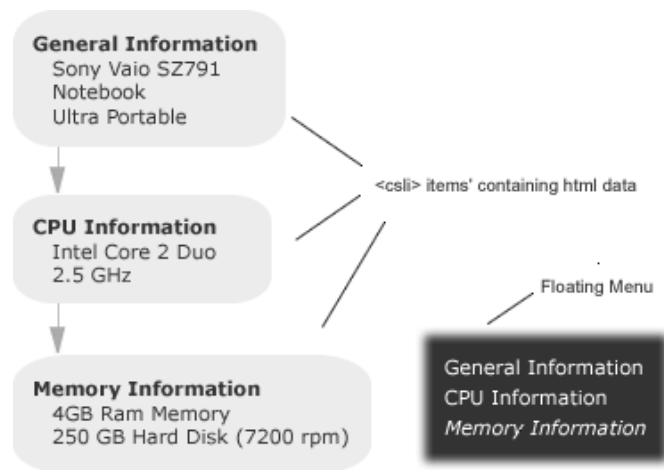 General Information
Sony Vaio SZ791
Notebook
Ultra Portable
<csli> items' containing html data
CPU Information
Intel Core 2 Duo
2.5 GHz
Floating Menu
Memory Information
4GB Ram Memory
250 GB Hard Disk (7200 rpm)
General Information
CPU Information
Memory Information